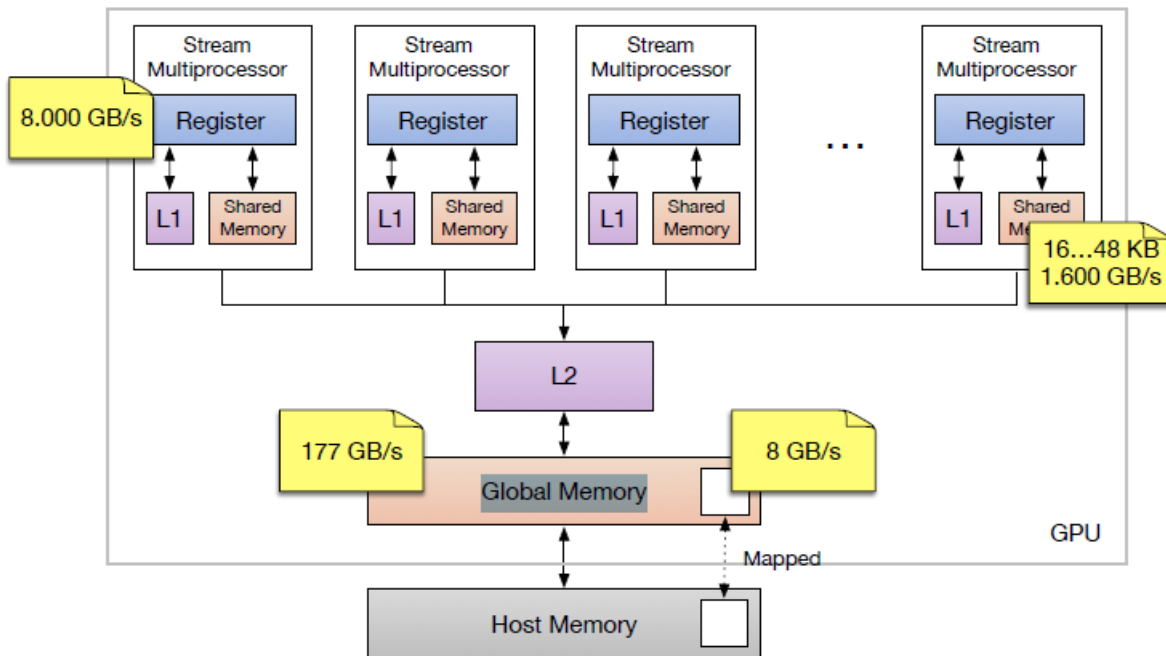 Stream
Multiprocessor
Stream
Multiprocessor
Stream
Multiprocessor
Stream
Multiprocessor
8.000 GB/s
Register
Register
Register
...
Register
L1
Shared
Memory
L1
Shared
Memory
L1
Shared
Memory
L1
Shared
16...48 KB
1.600 GB/s
L2
177 GB/s
8 GB/s
Global Memory
GPU
Mapped
Host Memory